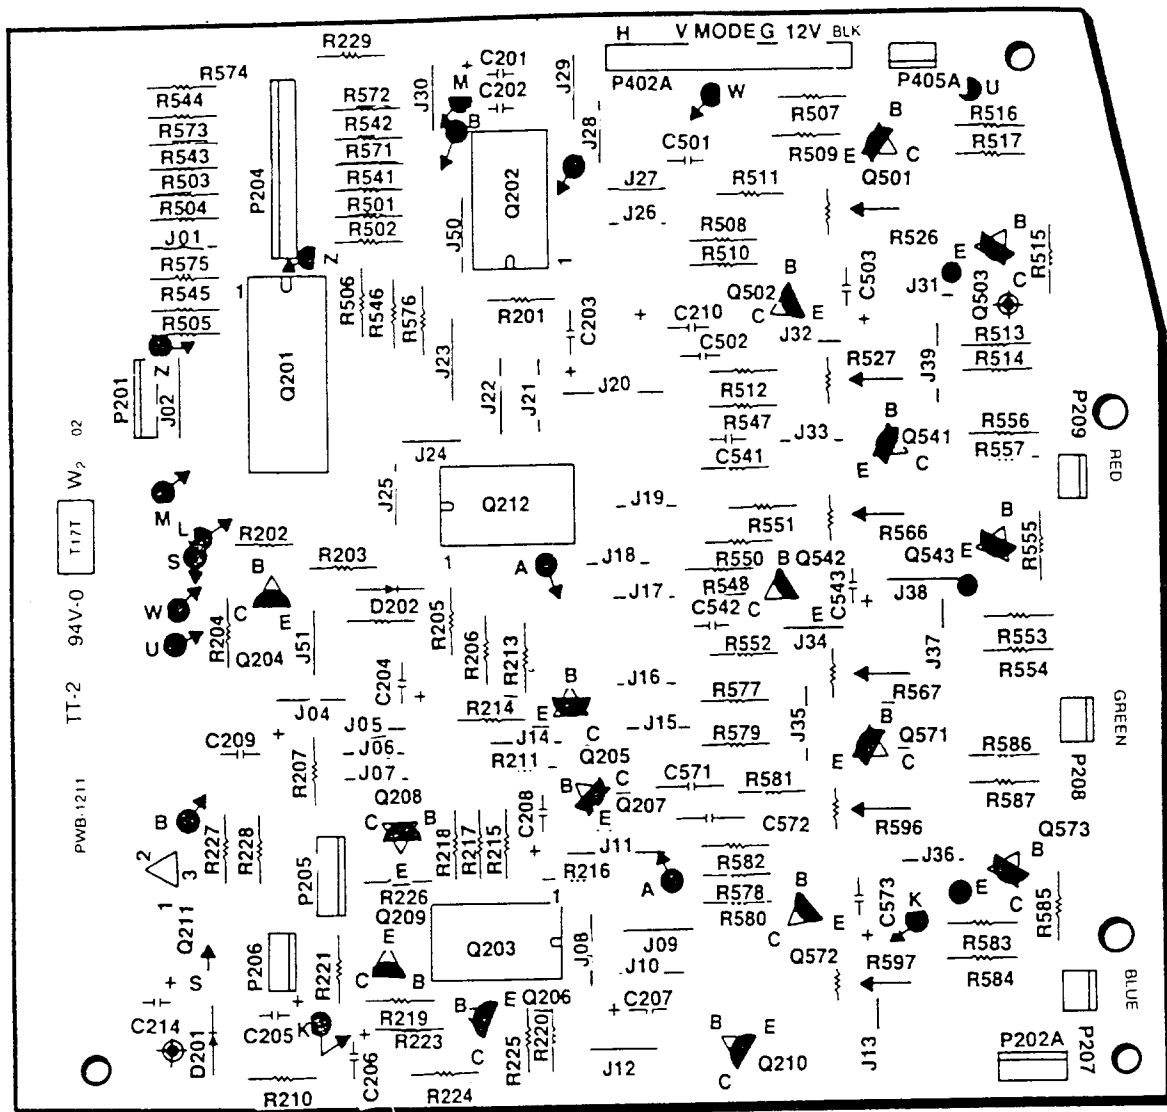 H V MODE G 12V BLK
R229
R574
C201
P402A
P405A
U
R544
R572
J30
M
C202
J29
W
R507
R516
R573
R542
B
J28
C501
R509
B
E
C
R517
R543
R571
Q501
R503
P204
R541
Q202
J27
R511
R504
R501
J26
J01
R502
J50
1
R508
R526
B
E
R515
R575
Z
R510
B
C503
J31
Q503
C
R545
1
R506
R546
R576
R201
C203
C210
Q502
C
E
R505
C502
J32
R513
Z
Q201
J23
R527
J39
R514
P201
J02
J22
J21
J20
R512
R547
B
R556
P209
02
J24
J33
Q541
R557
RED
W2
J25
C541
E
C
M
Q212
J19
R551
B
T17T
L
R202
R566
Q543
E
R555
S
R203
1
A
J18
R550
B
Q542
B
J17
R548
C543
J38
94V-0
W
C
E
D202
R205
C542
C
E
R553
U
R204
Q204
J51
R206
R213
R552
J34
J37
R554
C204
B
J16
R577
R567
TT-2
J04
R214
E
C
J15
J35
B
GREEN
C209
J05
J14
R579
Q571
R586
R207
J06
R211
Q205
C571
E
C
P208
J07
B
C
R581
R587
PWB-1211
B
Q208
C
B
C208
Q207
E
C572
R596
Q573
R227
R228
R218
R217
R215
2
3
E
J11
R582
J36
B
P205
R226
R216
A
R578
B
E
R585
1
Q209
1
R580
C573
K
C
Q211
E
Q203
J08
J09
C
E
R583
S
P206
R221
B
J10
Q572
R597
R584
BLUE
C214
C205
K
R219
B
E
Q206
C207
B
E
J13
P202A
P207
D201
C206
R223
C
R225
R220
J12
C
Q210
R210
R224